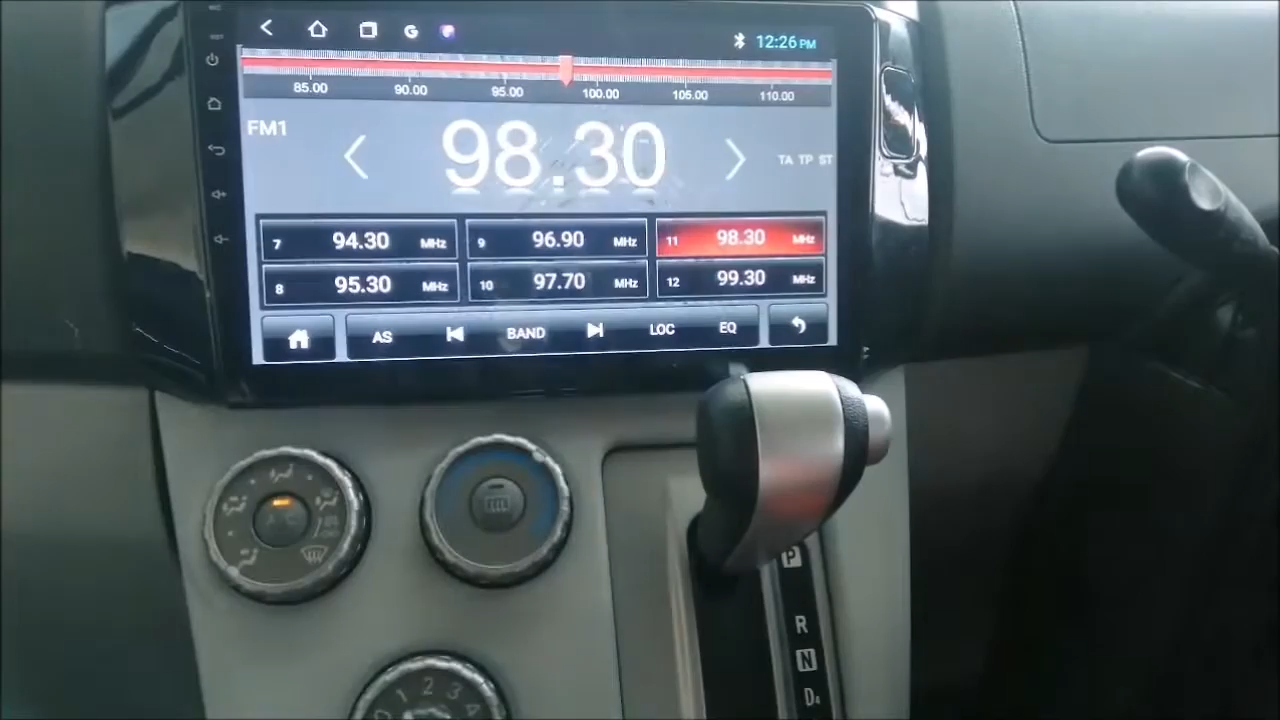 G
12:26 PM
85.00 90.00 95.00 100.00 105.00 110.00
FM1
98.30
TA TP ST
7 94.30 MHz
9 96.90 MHz
11 98.30 MHz
8 95.30 MHz
10 97.70 MHz
12 99.30 MHz
AS BAND LOC EQ
P
R
N
D4
1 2 3 4